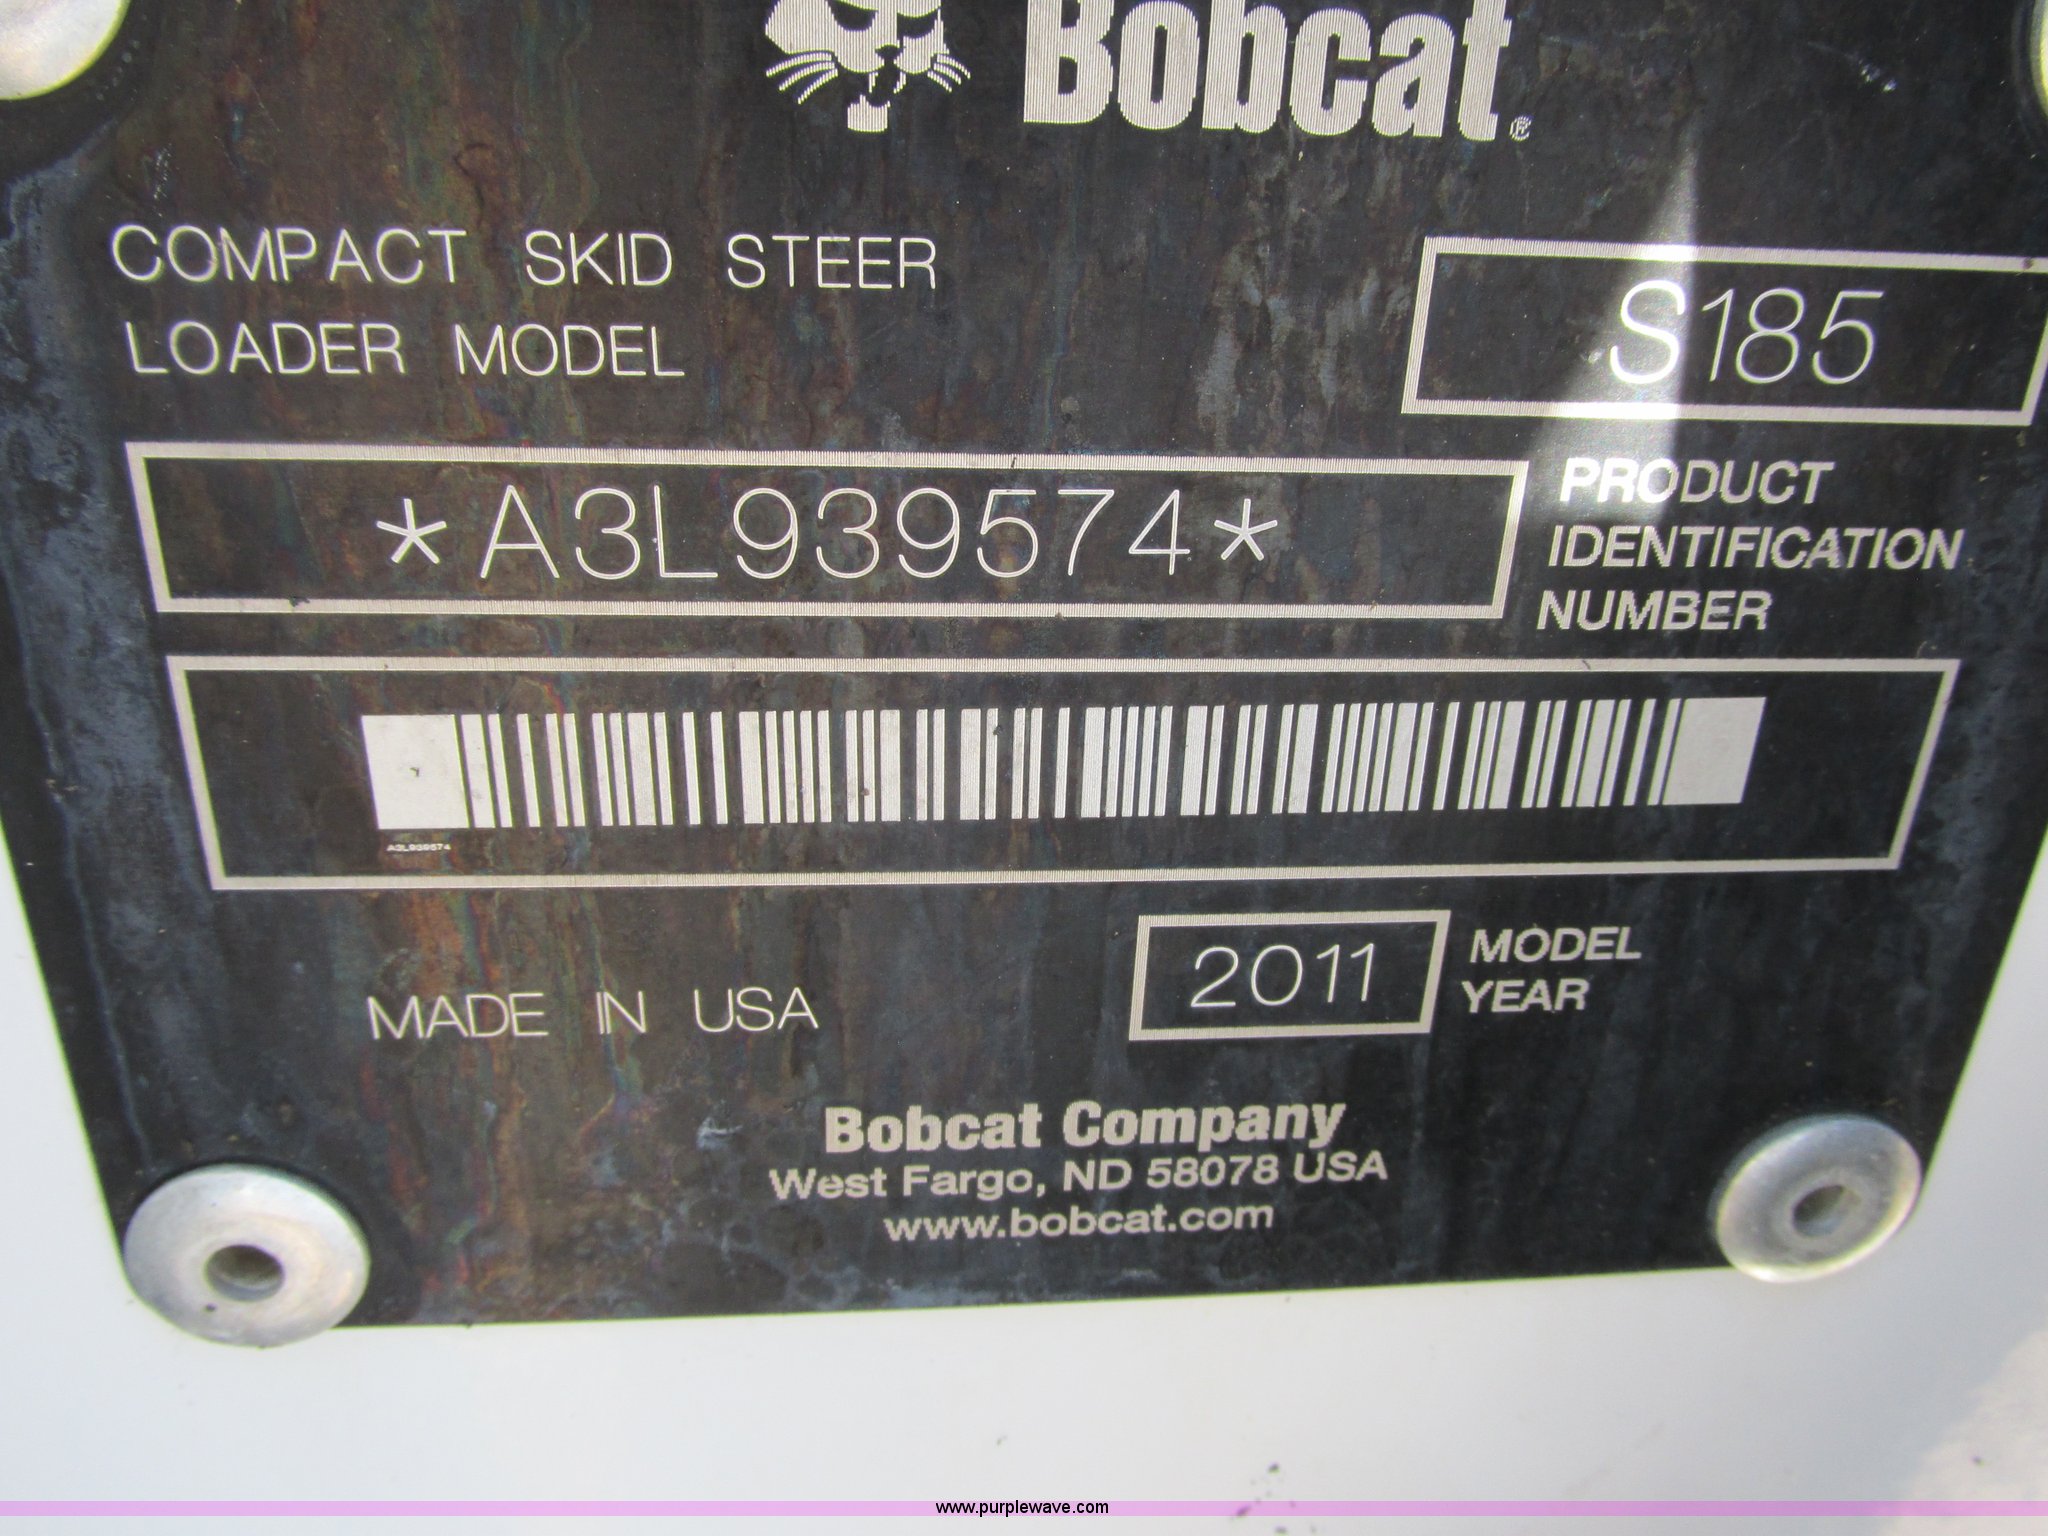 Bobcat®
COMPACT SKID STEER
LOADER MODEL
S185
*A3L939574*
PRODUCT
IDENTIFICATION
NUMBER
A3L939574
MADE IN USA
2011
MODEL
YEAR
Bobcat Company
West Fargo, ND 58078 USA
www.bobcat.com
www.purplewave.com